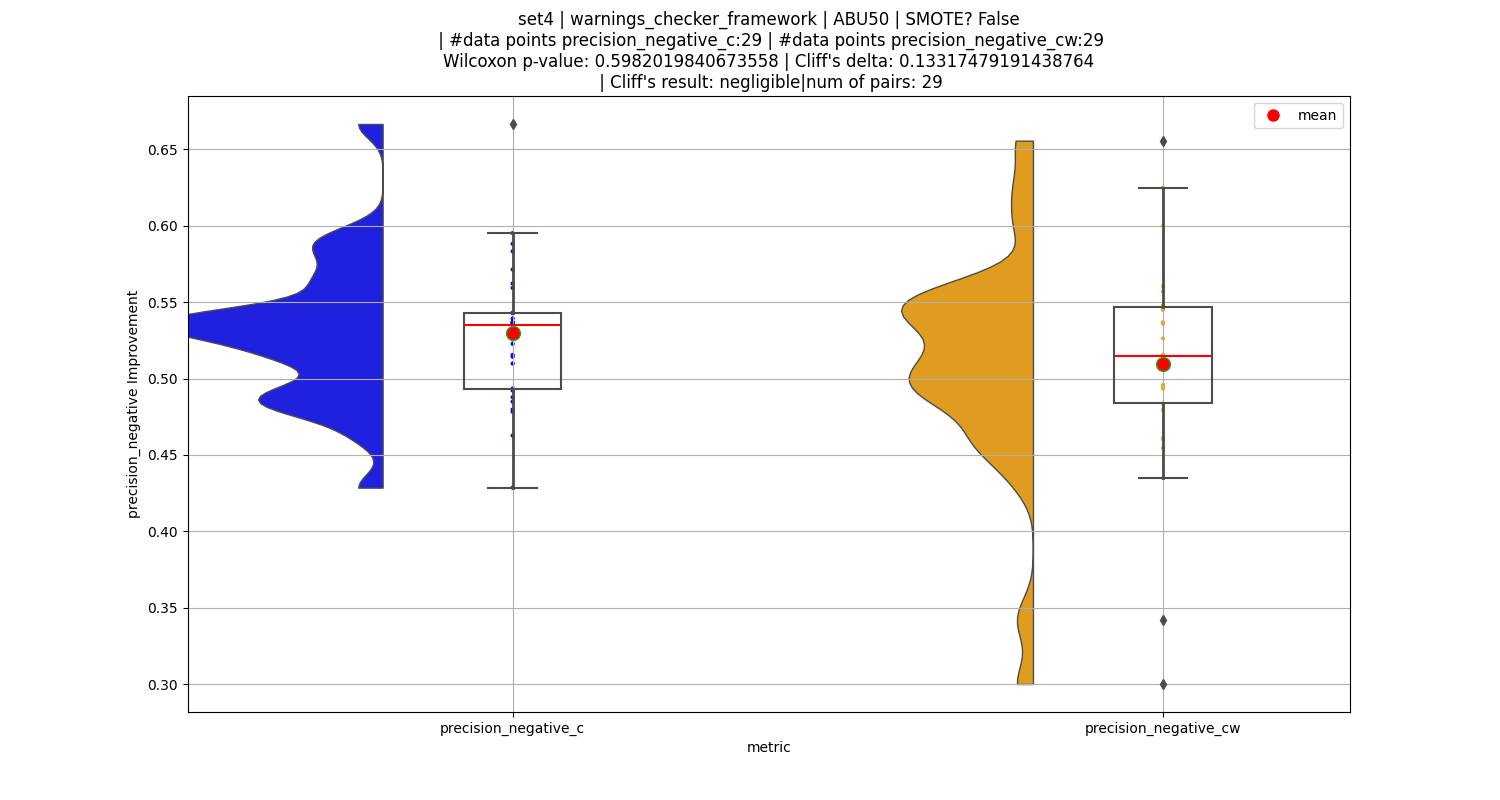 set4 | warnings_checker_framework | ABU50 | SMOTE? False
| #data points precision_negative_c:29 | #data points precision_negative_cw:29
Wilcoxon p-value: 0.5982019840673558 | Cliff's delta: 0.13317479191438764
| Cliff's result: negligible|num of pairs: 29
mean
0.65
0.60
0.55
0.50
0.45
0.40
0.35
0.30
precision_negative Improvement
precision_negative_c
precision_negative_cw
metric